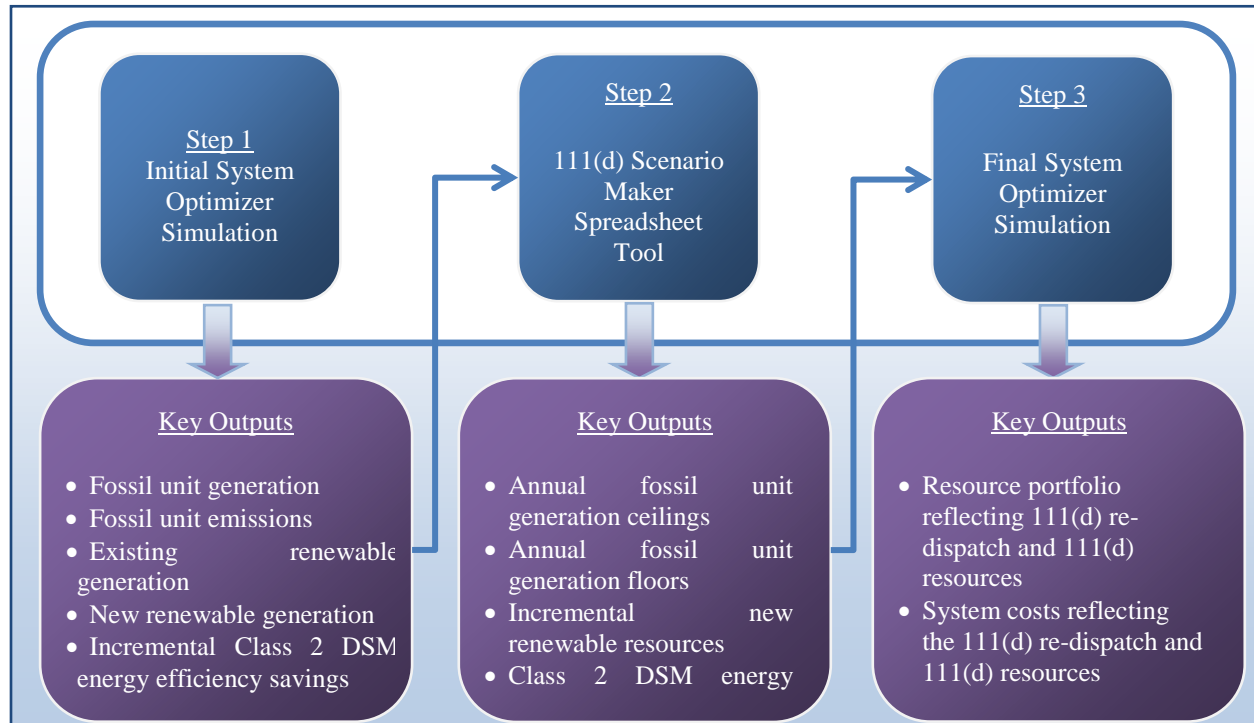 Step 1
Initial System
Optimizer
Simulation
Step 2
111(d) Scenario
Maker
Spreadsheet
Tool
Step 3
Final System
Optimizer
Simulation
Key Outputs
• Fossil unit generation
• Fossil unit emissions
• Existing renewable
generation
• New renewable generation
• Incremental Class 2 DSM
energy efficiency savings
Key Outputs
• Annual fossil unit
generation ceilings
• Annual fossil unit
generation floors
• Incremental new
renewable resources
• Class 2 DSM energy
Key Outputs
• Resource portfolio
reflecting 111(d) re-
dispatch and 111(d)
resources
• System costs reflecting
the 111(d) re-dispatch and
111(d) resources